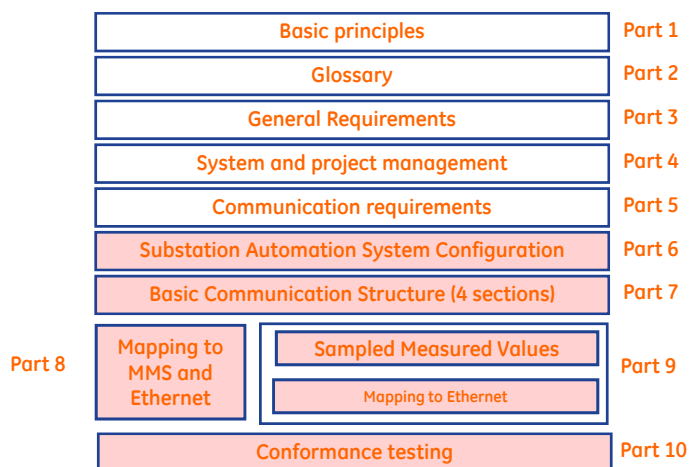 Basic principles Part 1
Glossary Part 2
General Requirements Part 3
System and project management Part 4
Communication requirements Part 5
Substation Automation System Configuration Part 6
Basic Communication Structure (4 sections) Part 7
Part 8
Mapping to
MMS and
Ethernet
Sampled Measured Values
Mapping to Ethernet
Part 9
Conformance testing Part 10